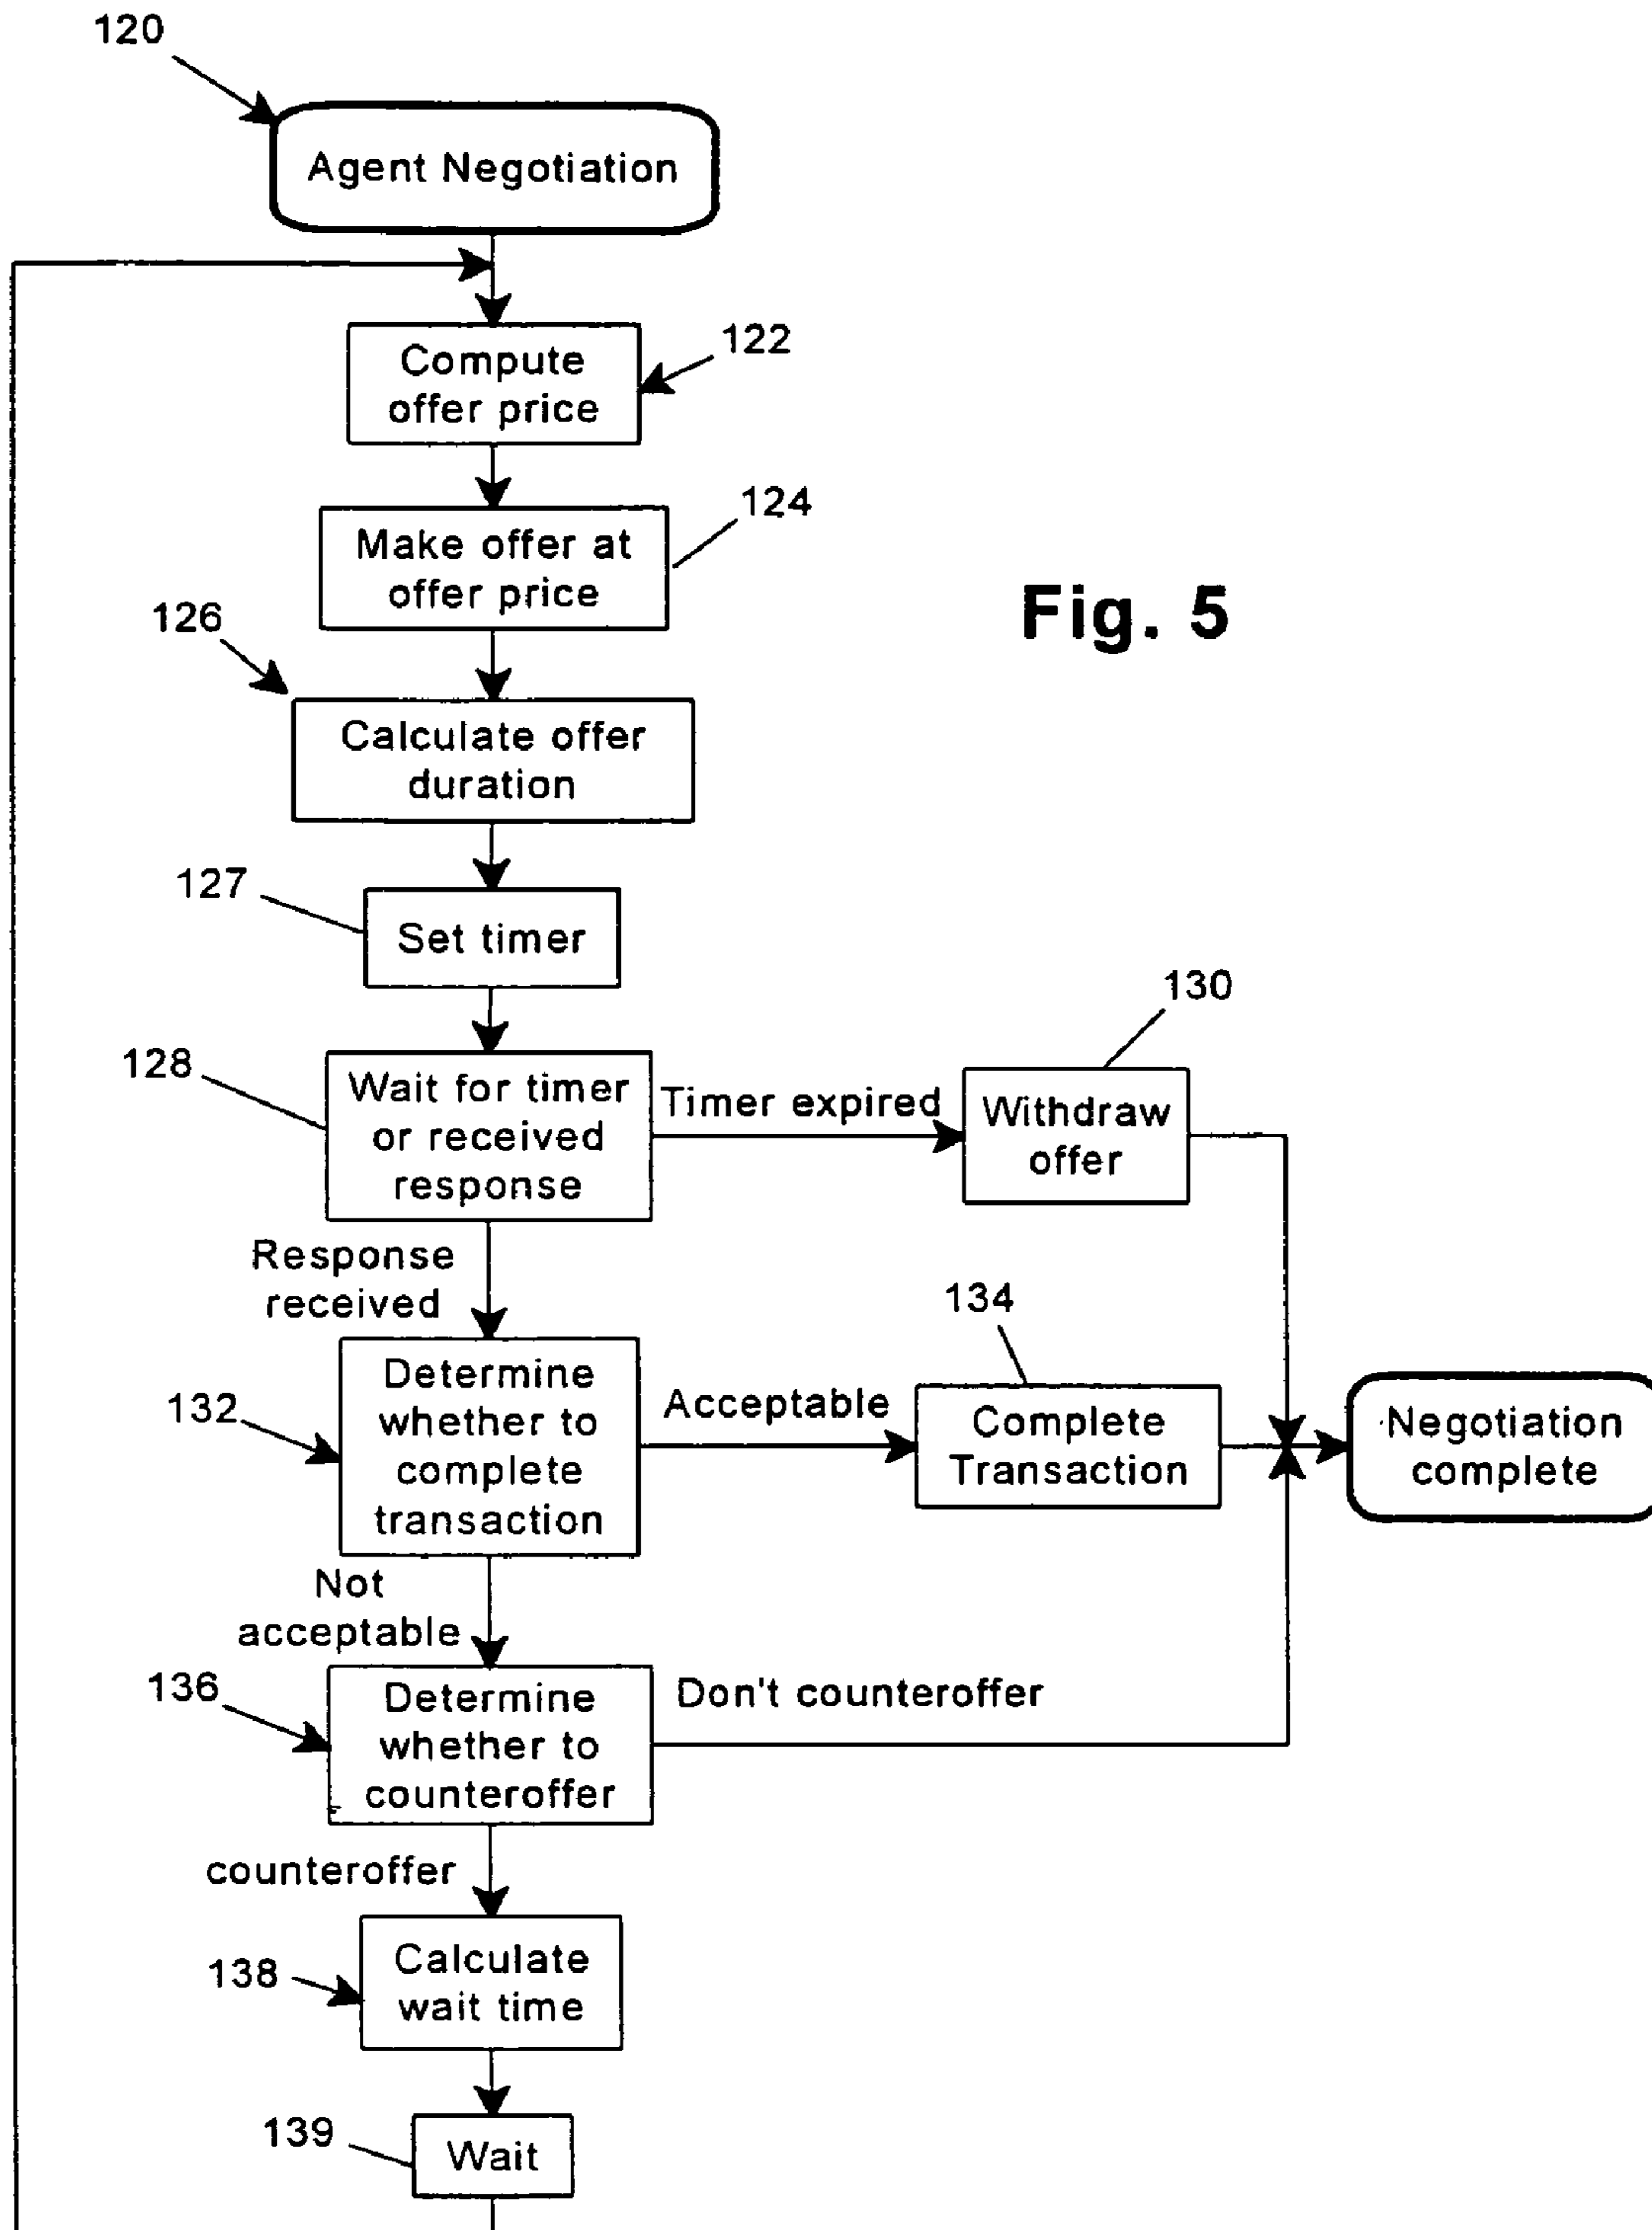 120
Agent Negotiation
Compute
offer price
122
Make offer at
offer price
124
Fig. 5
126
Calculate offer
duration
127
Set timer
130
128
Wait for timer
or received
response
Timer expired
Withdraw
offer
Response
received
134
132
Determine
whether to
complete
transaction
Acceptable
Complete
Transaction
Negotiation
complete
Not
acceptable
136
Determine
whether to
counteroffer
Don't counteroffer
counteroffer
138
Calculate
wait time
139
Wait